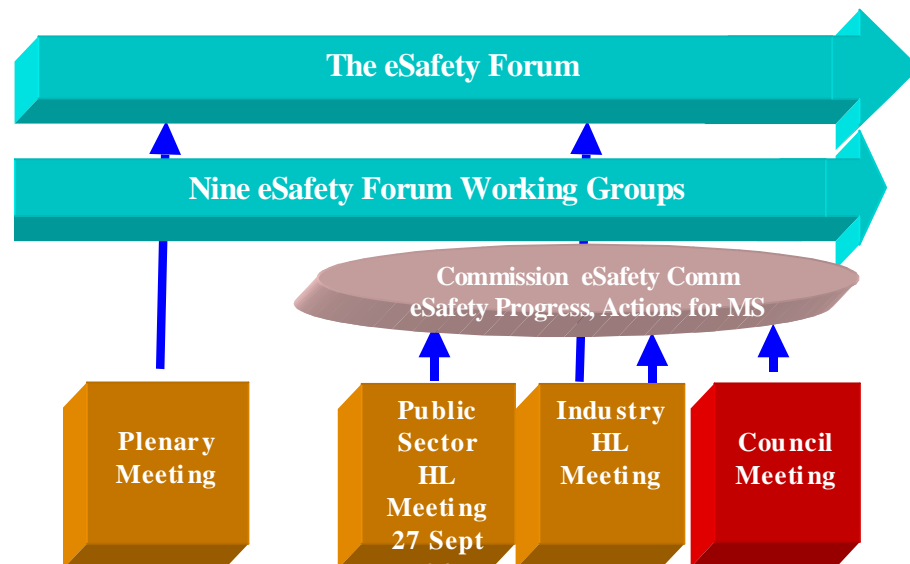 The eSafety Forum
Nine eSafety Forum Working Groups
Commission eSafety Comm
eSafety Progress, Actions for MS
Plenary
Meeting
Public
Sector
HL
Meeting
27 Sept
Industry
HL
Meeting
Council
Meeting